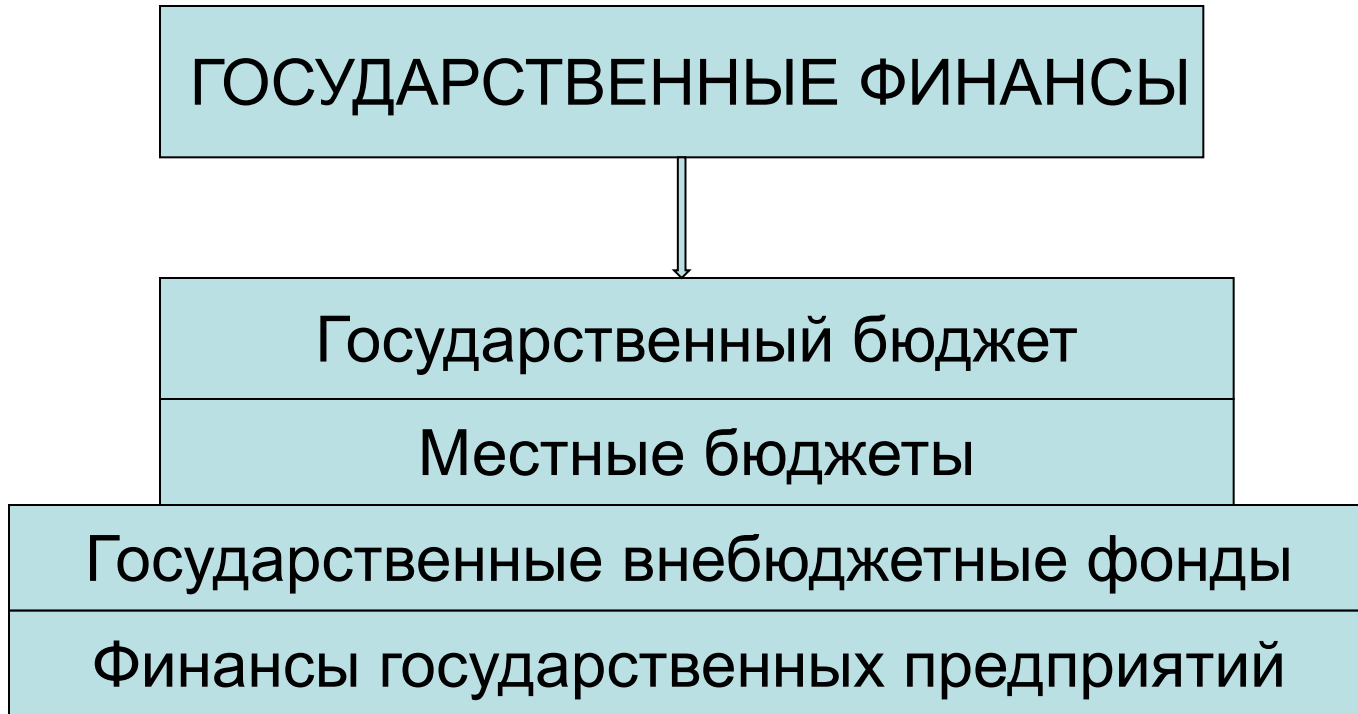 ГОСУДАРСТВЕННЫЕ ФИНАНСЫ
Государственный бюджет
Местные бюджеты
Государственные внебюджетные фонды
Финансы государственных предприятий